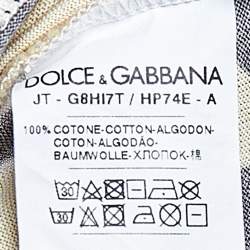 DOLCE & GABBANA
JT - G8HI7T / HP74E - A
100% COTONE-COTTON-ALGODON-
COTON-ALGODÃO-
BAUMWOLLE-ХЛОПОК-棉
30
30